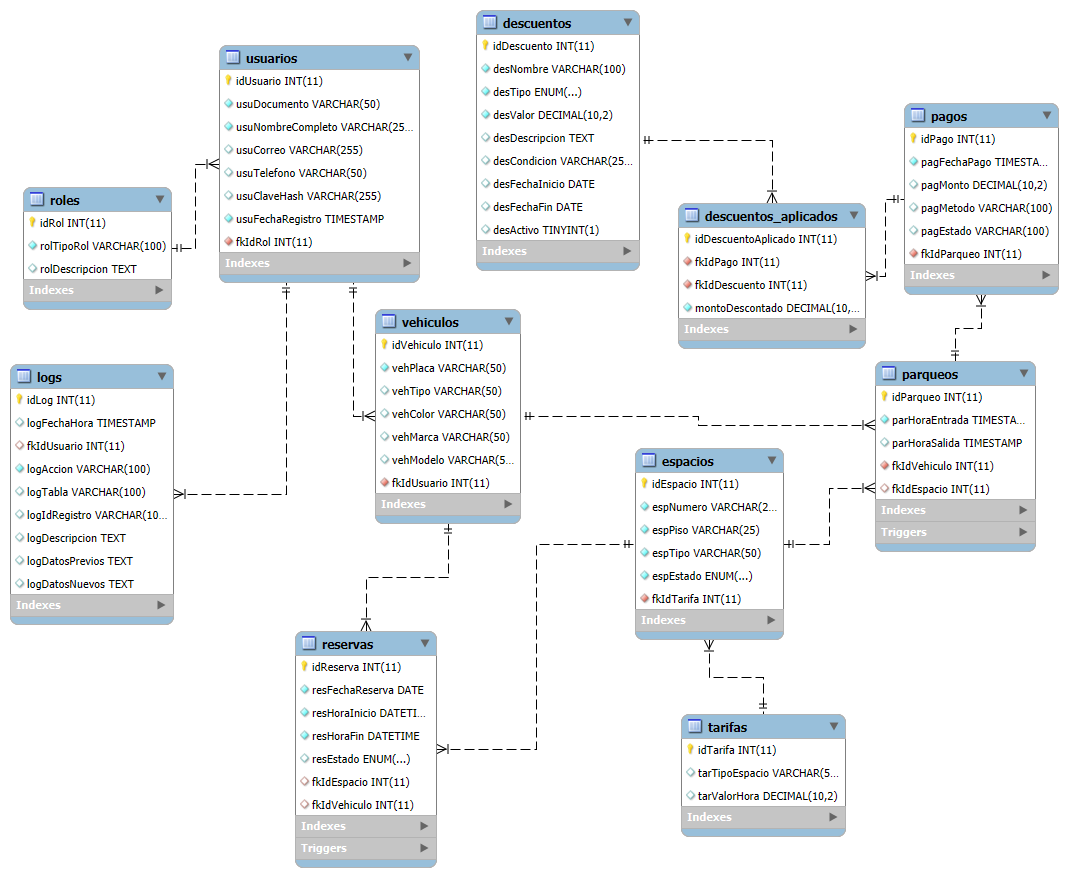 descuentos
idDescuento INT(11)
desNombre VARCHAR(100)
desTipo ENUM(...)
desValor DECIMAL(10,2)
desDescripcion TEXT
desCondicion VARCHAR(25...
desFechaInicio DATE
desFechaFin DATE
desActivo TINYINT(1)
Indexes
usuarios
idUsuario INT(11)
usuDocumento VARCHAR(50)
usuNombreCompleto VARCHAR(25...
usuCorreo VARCHAR(255)
usuTelefono VARCHAR(50)
usuClaveHash VARCHAR(255)
usuFechaRegistro TIMESTAMP
fkIdRol INT(11)
Indexes
pagos
idPago INT(11)
pagFechaPago TIMESTA...
pagMonto DECIMAL(10,2)
pagMetodo VARCHAR(100)
pagEstado VARCHAR(100)
fkIdParqueo INT(11)
Indexes
roles
idRol INT(11)
rolTipoRol VARCHAR(100)
rolDescripcion TEXT
Indexes
descuentos_aplicados
idDescuentoAplicado INT(11)
fkIdPago INT(11)
fkIdDescuento INT(11)
montoDescontado DECIMAL(10,...
Indexes
vehiculos
idVehiculo INT(11)
vehPlaca VARCHAR(50)
vehTipo VARCHAR(50)
vehColor VARCHAR(50)
vehMarca VARCHAR(50)
vehModelo VARCHAR(5...
fkIdUsuario INT(11)
Indexes
logs
idLog INT(11)
logFechaHora TIMESTAMP
fkIdUsuario INT(11)
logAccion VARCHAR(100)
logTabla VARCHAR(100)
logIdRegistro VARCHAR(10...
logDescripcion TEXT
logDatosPrevios TEXT
logDatosNuevos TEXT
Indexes
parqueos
idParqueo INT(11)
parHoraEntrada TIMESTA...
parHoraSalida TIMESTAMP
fkIdVehiculo INT(11)
fkIdEspacio INT(11)
Indexes
Triggers
espacios
idEspacio INT(11)
espNumero VARCHAR(2...
espPiso VARCHAR(25)
espTipo VARCHAR(50)
espEstado ENUM(...)
fkIdTarifa INT(11)
Indexes
reservas
idReserva INT(11)
resFechaReserva DATE
resHoraInicio DATETI...
resHoraFin DATETIME
resEstado ENUM(...)
fkIdEspacio INT(11)
fkIdVehiculo INT(11)
Indexes
Triggers
tarifas
idTarifa INT(11)
tarTipoEspacio VARCHAR(5...
tarValorHora DECIMAL(10,2)
Indexes